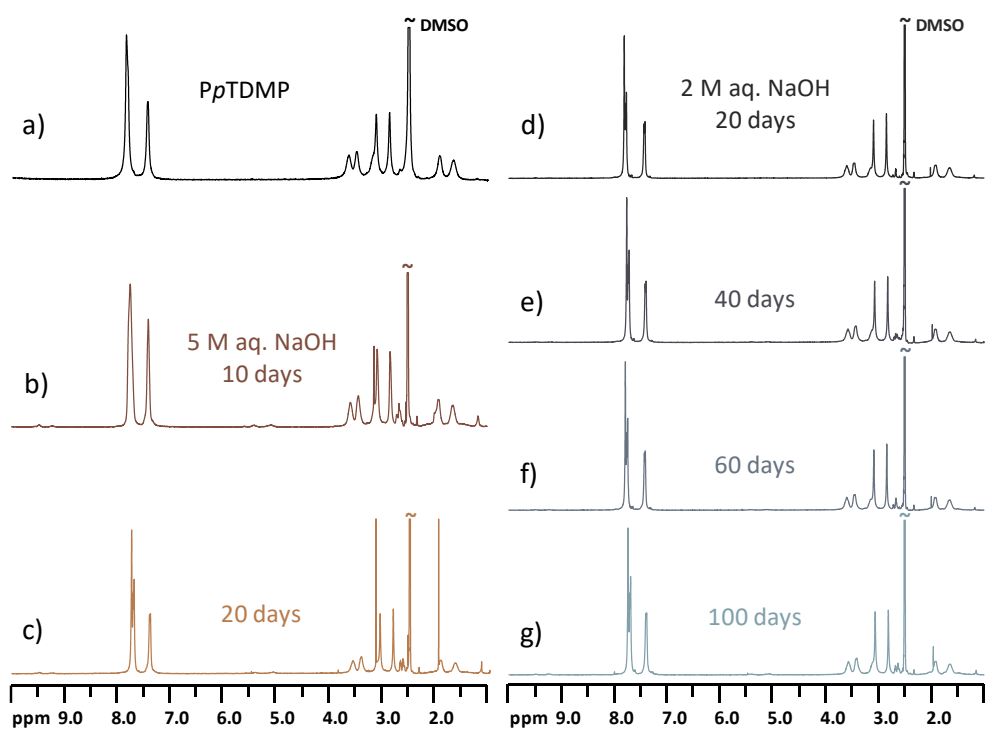 ~ DMSO
a)
PpTDMP
~
b)
5 M aq. NaOH
10 days
~
c)
20 days
ppm 9.0 8.0 7.0 6.0 5.0 4.0 3.0 2.0
~ DMSO
d)
2 M aq. NaOH
20 days
~
e)
40 days
~
f)
60 days
~
g)
100 days
ppm 9.0 8.0 7.0 6.0 5.0 4.0 3.0 2.0